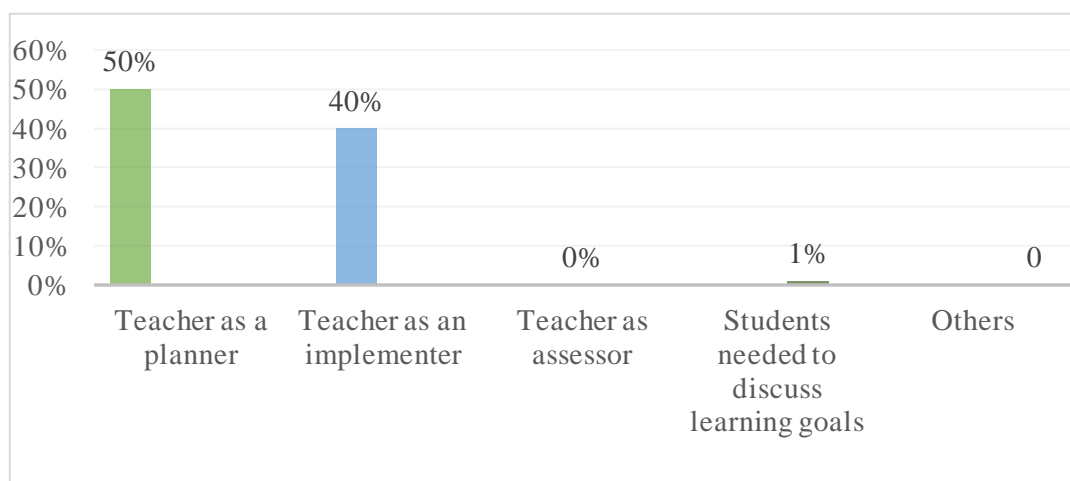 60%
50%
50%
40%
40%
30%
20%
10%
0%
0%
1%
0
Teacher as a
planner
Teacher as an
implementer
Teacher as
assessor
Students
needed to
discuss
learning goals
Others